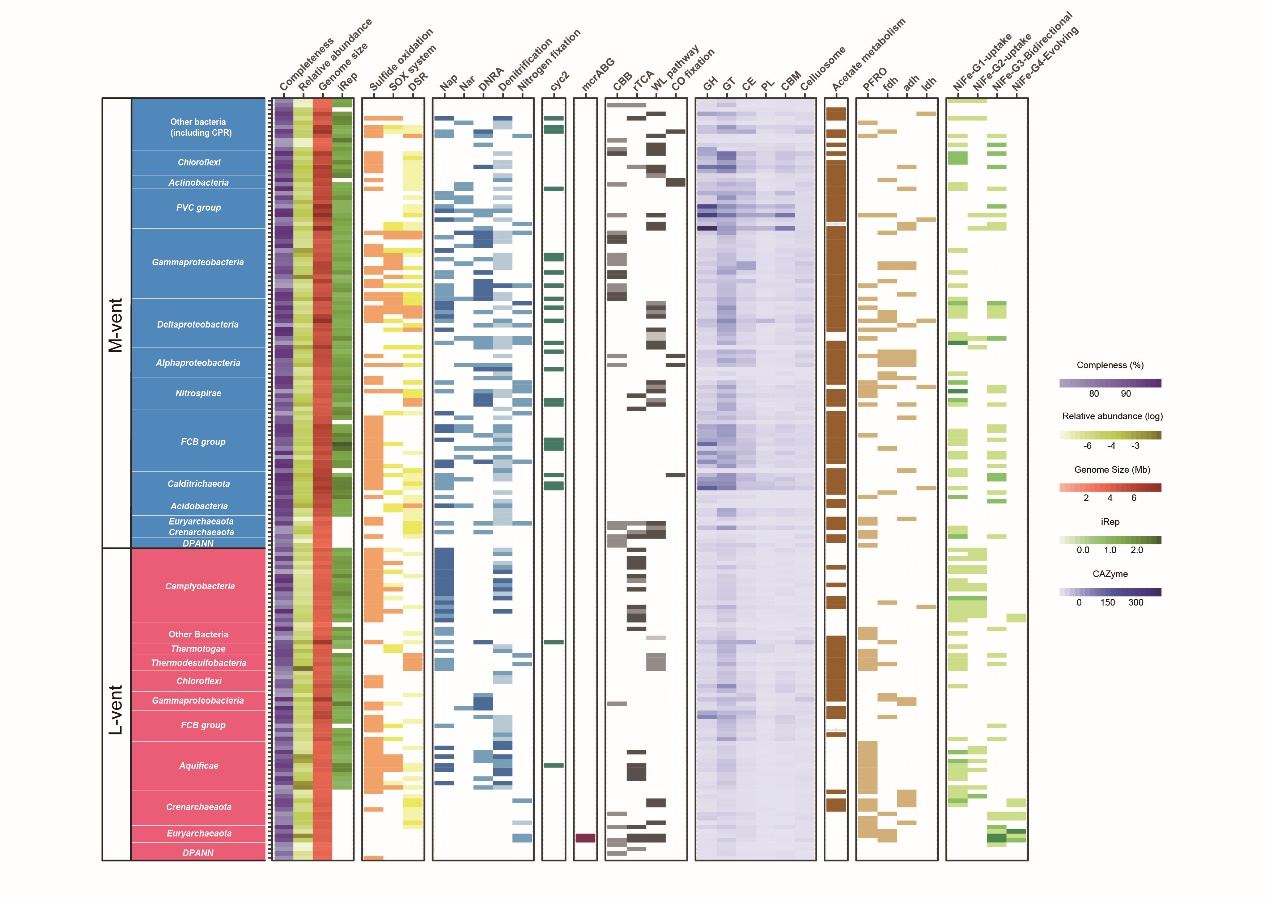 Completeness
Relative abundance
Genome size
iRep
Sulfide oxidation
SOX system
DSR
Nap
Nar
DNRA
Denitrification
Nitrogen fixation
cyc2
mcrABG
CBB
rTCA
WL pathway
CO fixation
GH
GT
CE
PL
CBM
Celluosome
Acetate metabolism
PFRO
fdh
adh
ldh
NiFe-G1-uptake
NiFe-G2-uptake
NiFe-G3-Bidirectional
NiFe-G4-Evolving
M-vent
Other bacteria
(including CPR)
Chloroflexi
Actinobacteria
PVC group
Gammaproteobacteria
Deltaproteobacteria
Alphaproteobacteria
Nitrospirae
FCB group
Calditrichaeota
Acidobacteria
Euryarchaeaota
Crenarchaeaota
DPANN
L-vent
Camplyobacteria
Other Bacteria
Thermotogae
Thermodesulfobacteria
Chloroflexi
Gammaproteobacteria
FCB group
Aquificae
Crenarchaeaota
Euryarchaeota
DPANN
Compleness (%)
80 90
Relative abundance (log)
-6 -4 -3
Genome Size (Mb)
2 4 6
iRep
0.0 1.0 2.0
CAZyme
0 150 300